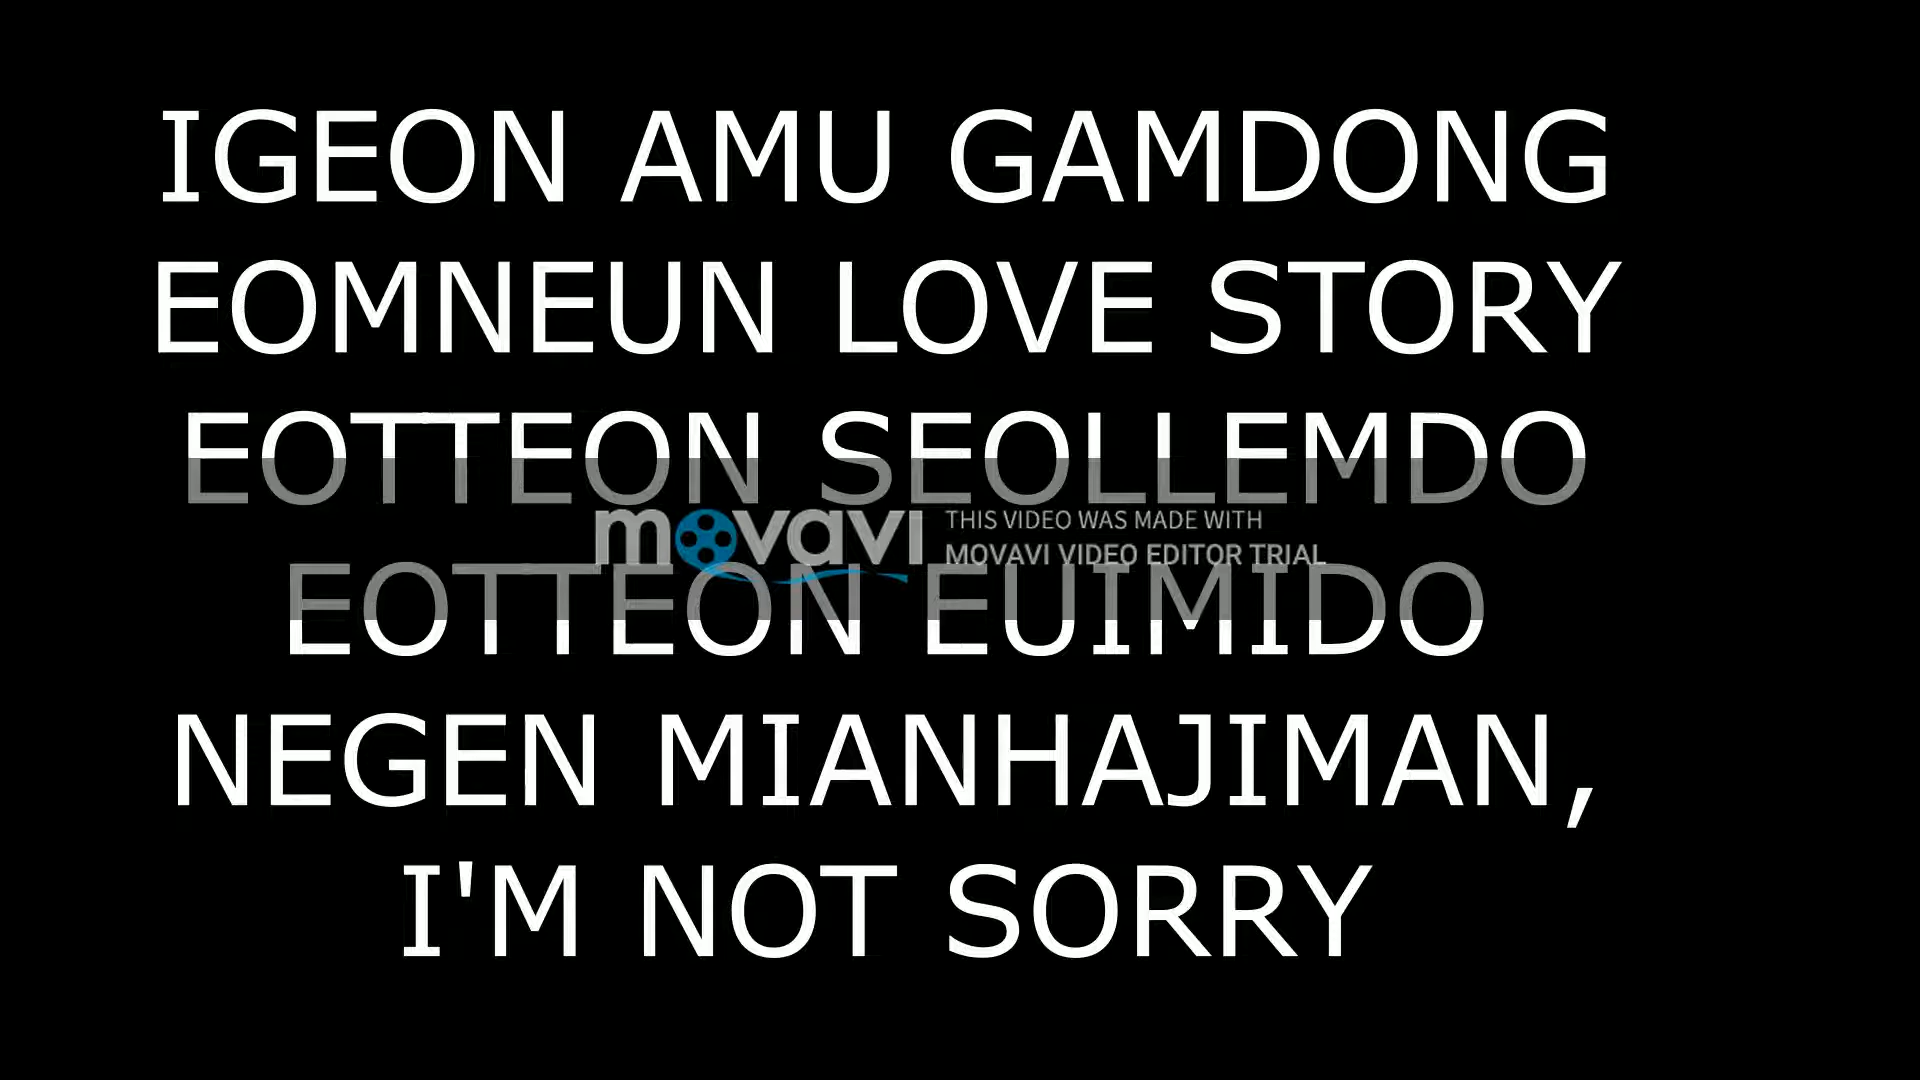 IGEON AMU GAMDONG
EOMNEUN LOVE STORY
EOTTEON SEOLLEMDO
movavi THIS VIDEO WAS MADE WITH
MOVAVI VIDEO EDITOR TRIAL
EOTTEON EUIMIDO
NEGEN MIANHAJIMAN,
I'M NOT SORRY